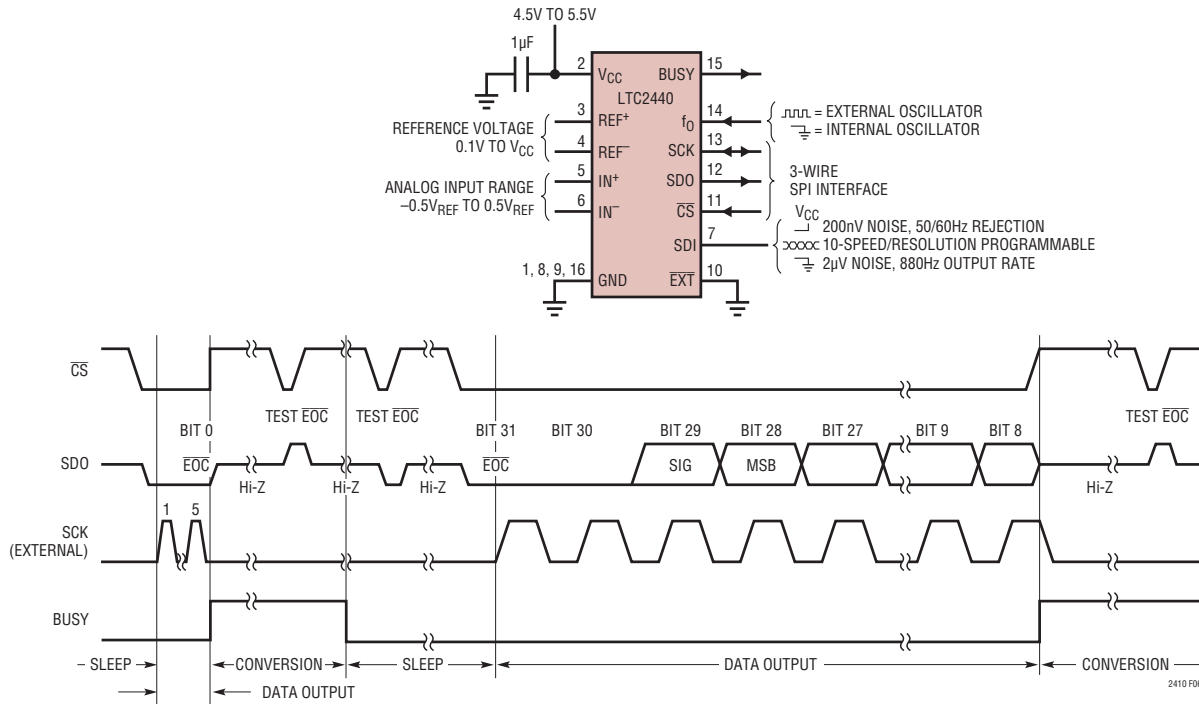 4.5V TO 5.5V
1µF
2
VCC
BUSY
15
LTC2440
3
REF+
fO
14
= EXTERNAL OSCILLATOR
= INTERNAL OSCILLATOR
REFERENCE VOLTAGE
0.1V TO VCC
4
REF–
SCK
13
5
IN+
SDO
12
3-WIRE
SPI INTERFACE
ANALOG INPUT RANGE
–0.5VREF TO 0.5VREF
6
IN–
CS
11
VCC
200nV NOISE, 50/60Hz REJECTION
SDI
7
10-SPEED/RESOLUTION PROGRAMMABLE
2µV NOISE, 880Hz OUTPUT RATE
1, 8, 9, 16
GND
EXT
10
CS
TEST EOC
TEST EOC
TEST EOC
BIT 0
BIT 31
BIT 30
BIT 29
BIT 28
BIT 27
BIT 9
BIT 8
SDO
EOC
EOC
SIG
MSB
Hi-Z
Hi-Z
Hi-Z
Hi-Z
1
5
SCK
(EXTERNAL)
BUSY
– SLEEP
CONVERSION
SLEEP
DATA OUTPUT
CONVERSION
DATA OUTPUT